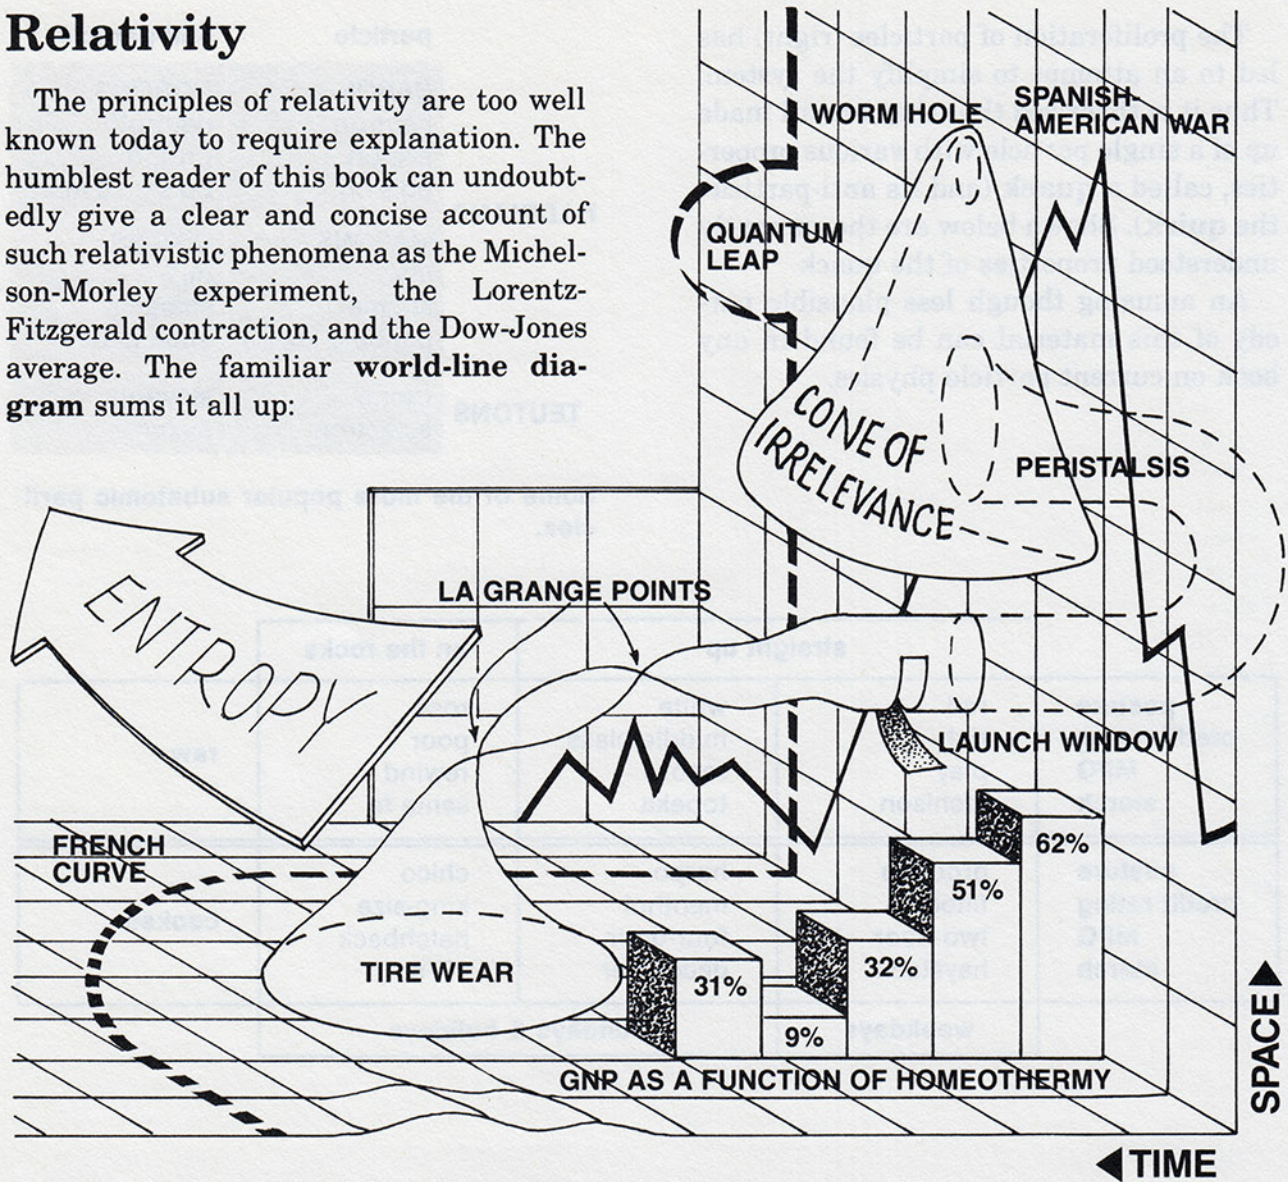 Relativity
The principles of relativity are too well
known today to require explanation. The
humblest reader of this book can undoubt-
edly give a clear and concise account of
such relativistic phenomena as the Michel-
son-Morley experiment, the Lorentz-
Fitzgerald contraction, and the Dow-Jones
average. The familiar world-line dia-
gram sums it all up:
WORM HOLE
SPANISH-
AMERICAN WAR
QUANTUM
LEAP
CONE OF
IRRELEVANCE
PERISTALSIS
ENTROPY
LA GRANGE POINTS
LAUNCH WINDOW
FRENCH
CURVE
TIRE WEAR
31%
9%
32%
51%
62%
GNP AS A FUNCTION OF HOMEOTHERMY
SPACE
TIME